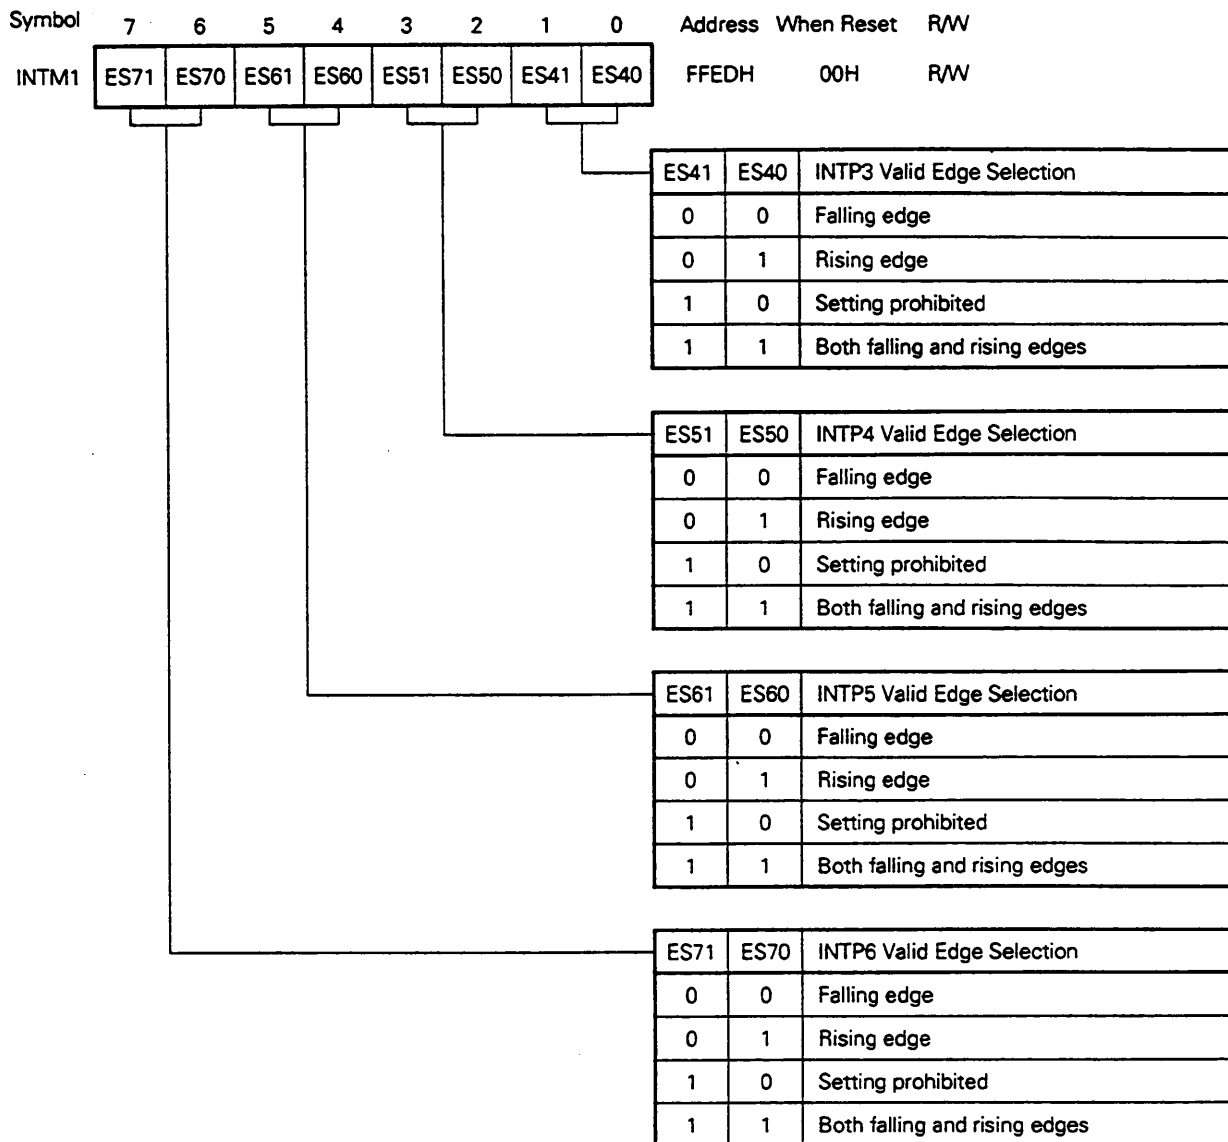 Symbol 7 6 5 4 3 2 1 0 Address When Reset R/W
INTM1 ES71 ES70 ES61 ES60 ES51 ES50 ES41 ES40 FFEDH 00H R/W
ES41 ES40 INTP3 Valid Edge Selection
0 0 Falling edge
0 1 Rising edge
1 0 Setting prohibited
1 1 Both falling and rising edges
ES51 ES50 INTP4 Valid Edge Selection
0 0 Falling edge
0 1 Rising edge
1 0 Setting prohibited
1 1 Both falling and rising edges
ES61 ES60 INTP5 Valid Edge Selection
0 0 Falling edge
0 1 Rising edge
1 0 Setting prohibited
1 1 Both falling and rising edges
ES71 ES70 INTP6 Valid Edge Selection
0 0 Falling edge
0 1 Rising edge
1 0 Setting prohibited
1 1 Both falling and rising edges